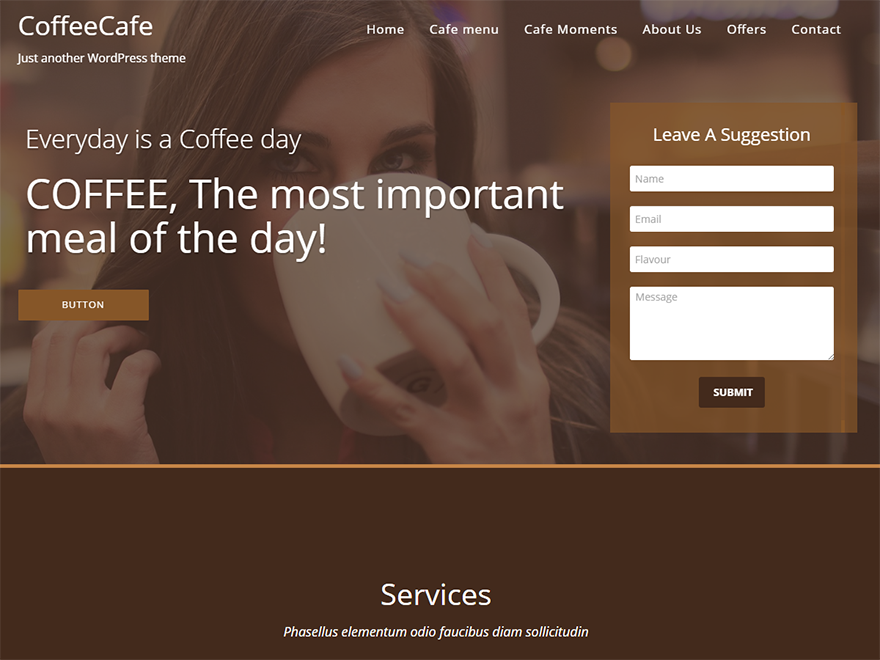 CoffeeCafe
Just another WordPress theme
Home Cafe menu Cafe Moments About Us Offers Contact
Everyday is a Coffee day
COFFEE, The most important
meal of the day!
BUTTON
Leave A Suggestion
Name
Email
Flavour
Message
SUBMIT
Services
Phasellus elementum odio faucibus diam sollicitudin